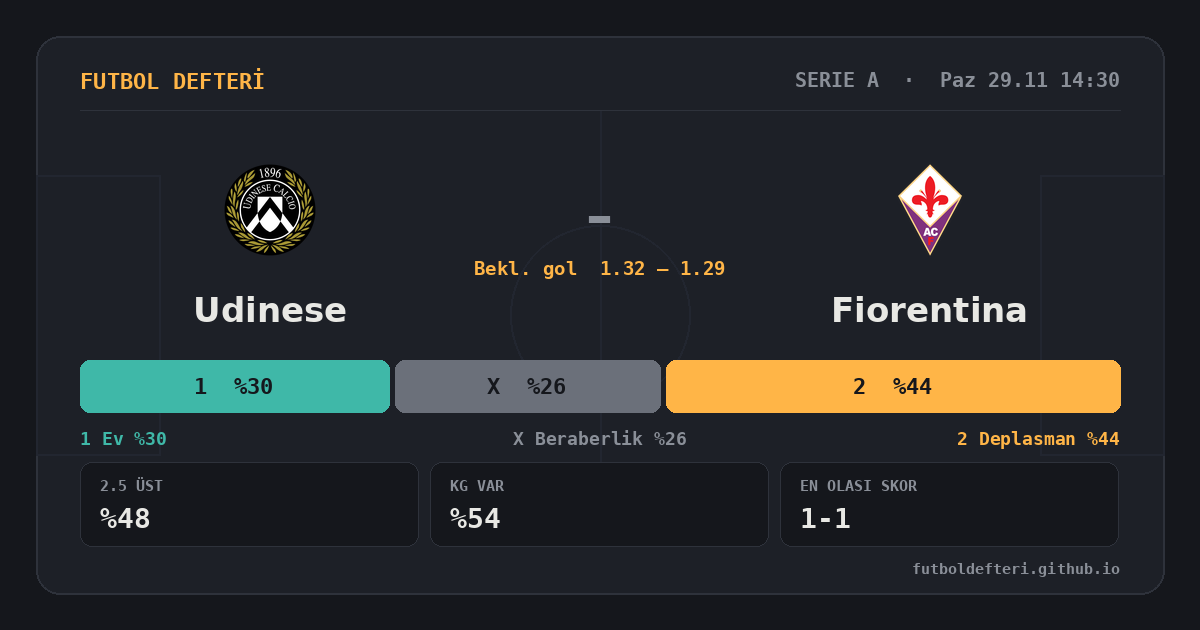 FUTBOL DEFTERİ
SERIE A · Paz 29.11 14:30
1896
UDINESE CALCIO
AC
–
Bekl. gol 1.32 – 1.29
Udinese
Fiorentina
1 %30
X %26
2 %44
1 Ev %30
X Beraberlik %26
2 Deplasman %44
2.5 ÜST
KG VAR
EN OLASI SKOR
%48
%54
1-1
futboldefteri.github.io